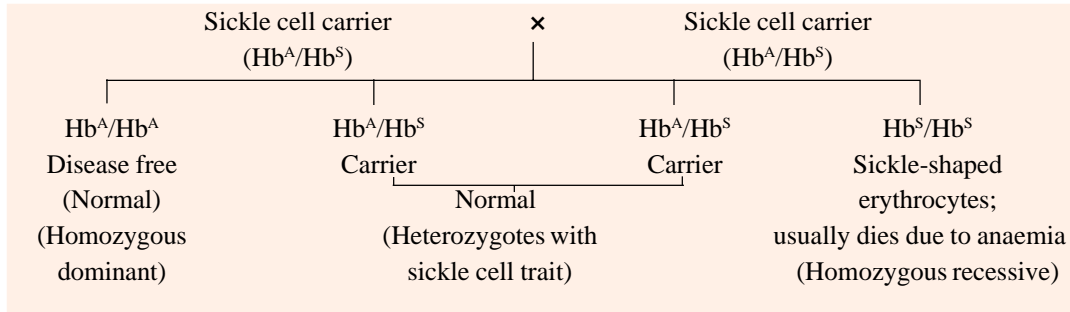 Sickle cell carrier × Sickle cell carrier
(Hbᴬ/Hbˢ) (Hbᴬ/Hbˢ)
Hbᴬ/Hbᴬ Hbᴬ/Hbˢ Hbᴬ/Hbˢ Hbˢ/Hbˢ
Disease free Carrier Carrier Sickle-shaped
(Normal) Normal erythrocytes;
(Homozygous (Heterozygotes with usually dies due to anaemia
dominant) sickle cell trait) (Homozygous recessive)